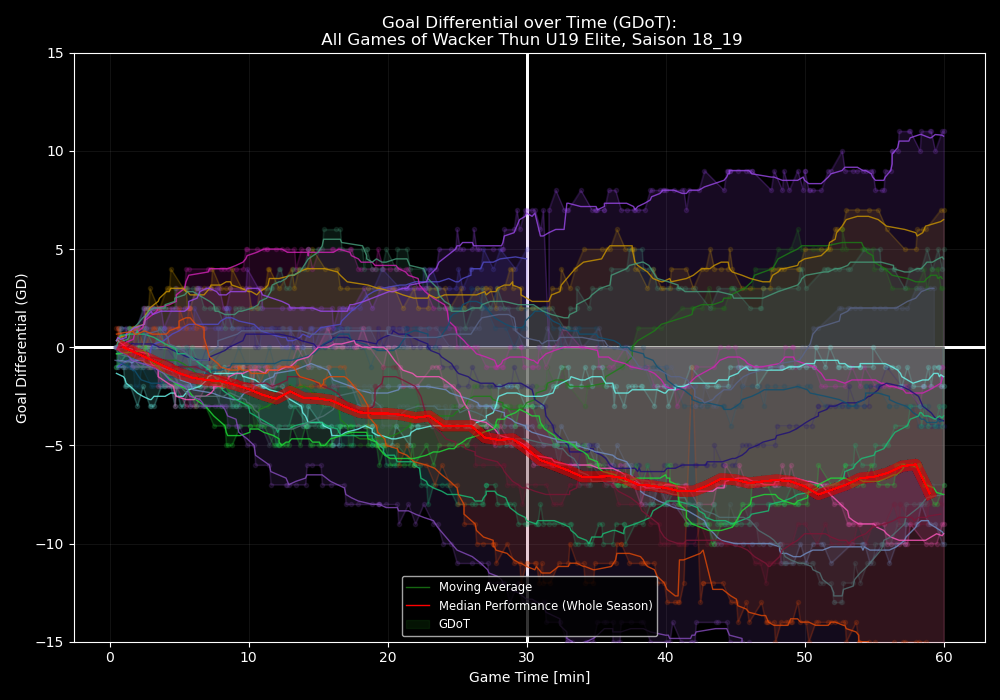 Goal Differential over Time (GDoT):
All Games of Wacker Thun U19 Elite, Saison 18_19
Goal Differential (GD)
15
10
5
0
−5
−10
−15
Moving Average
Median Performance (Whole Season)
GDoT
0 10 20 30 40 50 60
Game Time [min]